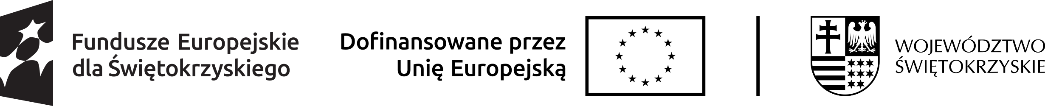 Fundusze Europejskie
dla Świętokrzyskiego
Dofinansowane przez
Unię Europejską
WOJEWÓDZTWO
ŚWIĘTOKRZYSKIE